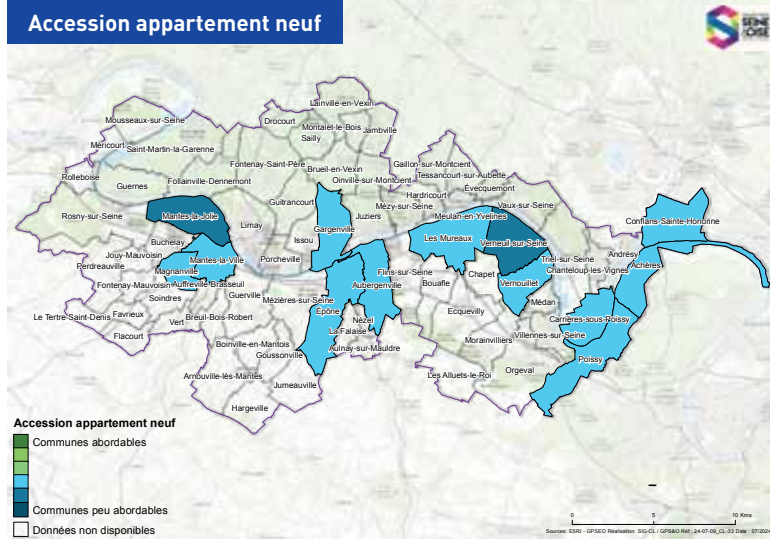 Accession appartement neuf
SEINE
&OISE
Lainville-en-Vexin
Mousseaux-sur-Seine
Drocourt
Montalet-le-Bois
Jambville
Sailly
Méricourt
Saint-Martin-la-Garenne
Fontenay-Saint-Père
Brueil-en-Vexin
Gaillon-sur-Montcient
Rolleboise
Follainville-Dennemont
Oinville-sur-Montcient
Tessancourt-sur-Aubette
Guernes
Évecquemont
Hardricourt
Guitrancourt
Mézy-sur-Seine
Vaux-sur-Seine
Rosny-sur-Seine
Mantes-la-Jolie
Limay
Juziers
Meulan-en-Yvelines
Conflans-Sainte-Honorine
Gargenville
Issou
Les Mureaux
Verneuil-sur-Seine
Buchelay
Jouy-Mauvoisin
Mantes-la-Ville
Porcheville
Triel-sur-Seine
Andrésy
Perdreauville
Magnanville
Flins-sur-Seine
Chapet
Chanteloup-les-Vignes
Achères
Fontenay-Mauvoisin
Auffreville-Brasseuil
Aubergenville
Bouafle
Vernouillet
Soindres
Guerville
Mézières-sur-Seine
Médan
Le Tertre-Saint-Denis
Favrieux
Vert
Breuil-Bois-Robert
Épône
Nézel
Ecquevilly
Carrières-sous-Poissy
Flacourt
La Falaise
Villennes-sur-Seine
Boinville-en-Mantois
Goussonville
Aulnay-sur-Mauldre
Morainvilliers
Poissy
Arnouville-lès-Mantes
Jumeauville
Les Alluets-le-Roi
Orgeval
Hargeville
Accession appartement neuf
Communes abordables
Communes peu abordables
Données non disponibles
0
5
10 Kms
Sources: ESRI - GPSEO Réalisation: SIG-CL / GPS&O Réf : 24-07-09_CL-33 Date : 07/2024